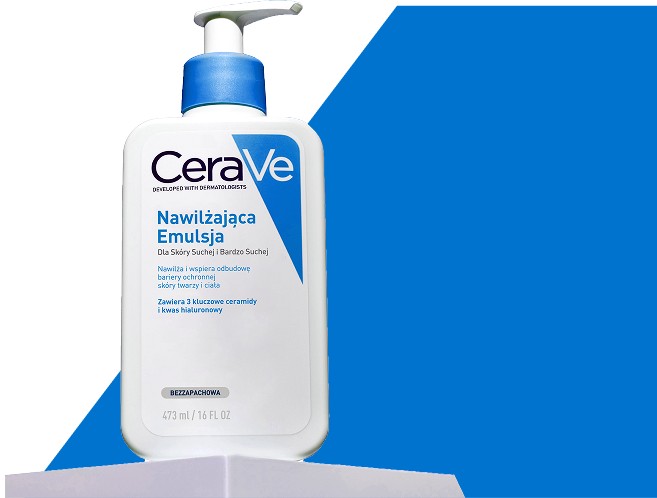 CeraVe
DEVELOPED WITH DERMATOLOGISTS
Nawilżająca
Emulsja
Dla Skóry Suchej i Bardzo Suchej
Nawilża i wspiera odbudowę
bariery ochronnej
skóry twarzy i ciała
Zawiera 3 kluczowe ceramidy
i kwas hialuronowy
BEZZAPACHOWA
473 ml / 16 FL OZ